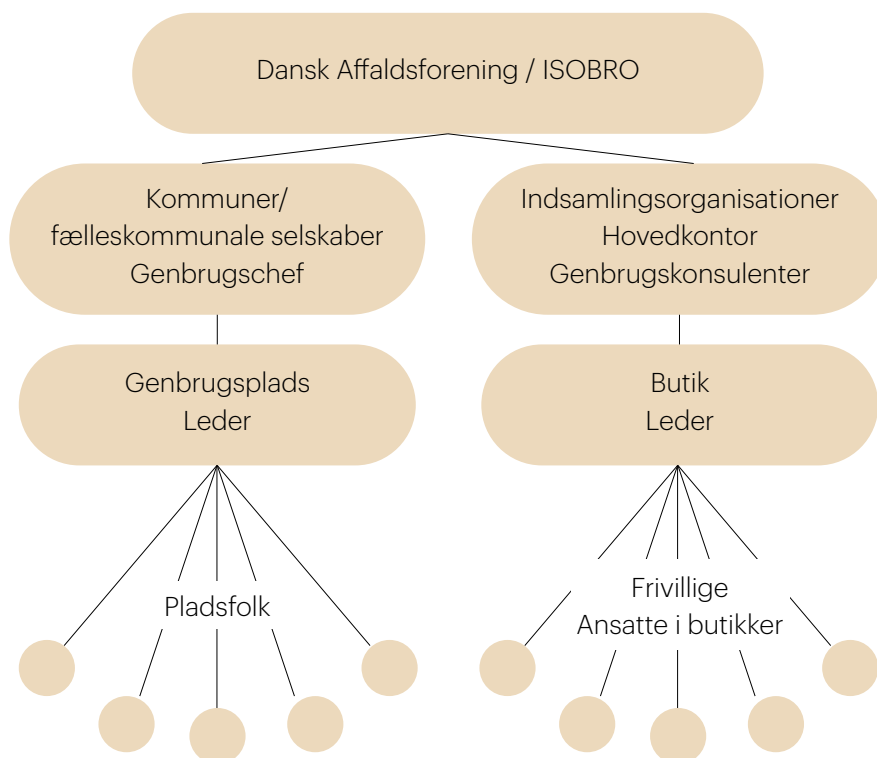 Dansk Affaldsforening / ISOBRO
Kommuner/
fælleskommunale selskaber
Genbrugschef
Indsamlingsorganisationer
Hovedkontor
Genbrugskonsulenter
Genbrugsplads
Leder
Butik
Leder
Pladsfolk
Frivillige
Ansatte i butikker